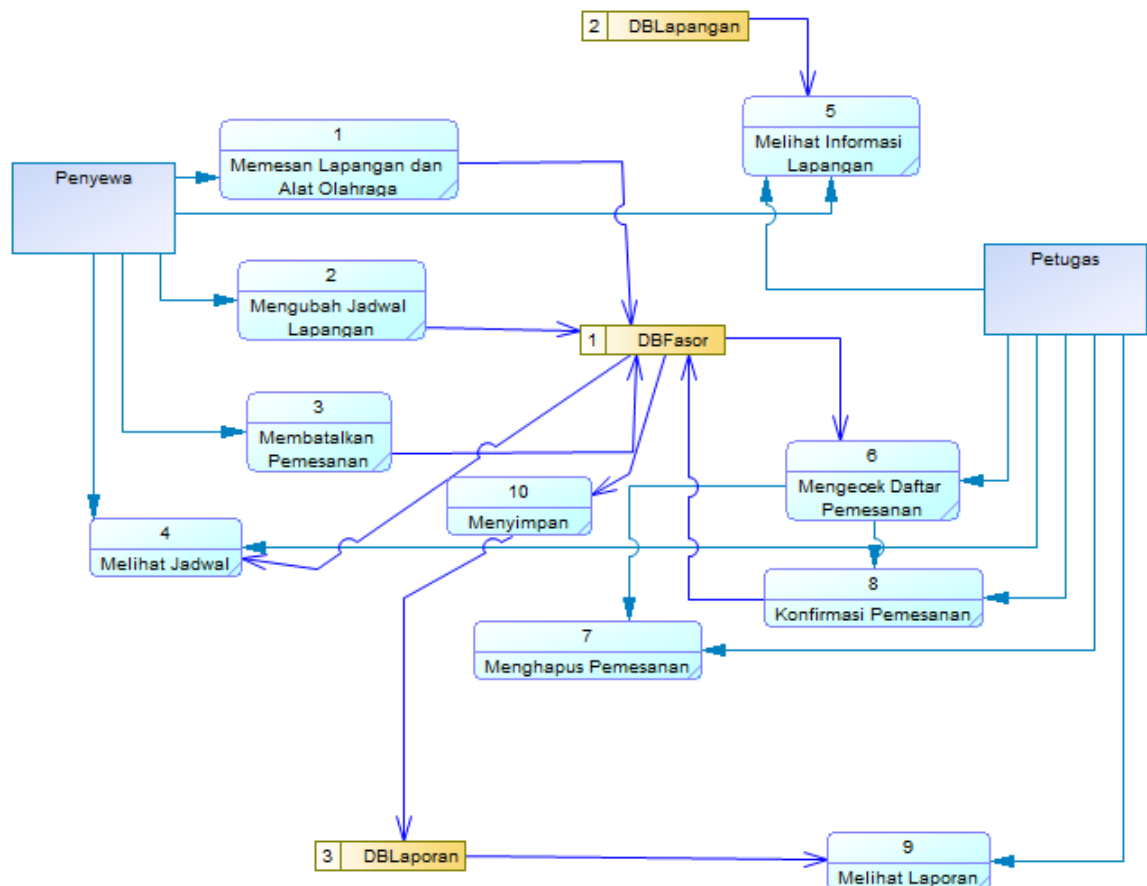 2 DBLapangan
5
Melihat Informasi
Lapangan
1
Memesan Lapangan dan
Alat Olahraga
Penyewa
Petugas
2
Mengubah Jadwal
Lapangan
1 DBFasor
3
Membatalkan
Pemesanan
6
Mengecek Daftar
Pemesanan
10
Menyimpan
4
Melihat Jadwal
8
Konfirmasi Pemesanan
7
Menghapus Pemesanan
3 DBLaporan
9
Melihat Laporan